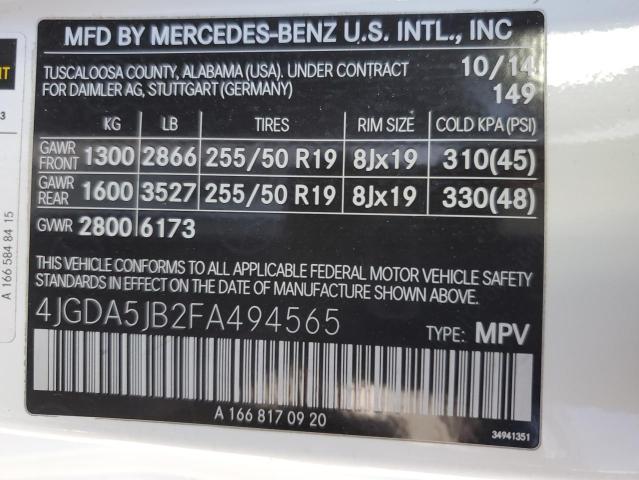 MFD BY MERCEDES-BENZ U.S. INTL., INC
TUSCALOOSA COUNTY, ALABAMA (USA). UNDER CONTRACT 10/14
FOR DAIMLER AG, STUTTGART (GERMANY) 149
KG LB TIRES RIM SIZE COLD KPA(PSI)
GAWR FRONT 1300 2866 255/50 R19 8Jx19 310(45)
GAWR REAR 1600 3527 255/50 R19 8Jx19 330(48)
GVWR 2800 6173
THIS VEHICLE CONFORMS TO ALL APPLICABLE FEDERAL MOTOR VEHICLE SAFETY
STANDARDS IN EFFECT ON THE DATE OF MANUFACTURE SHOWN ABOVE.
4JGDA5JB2FA494565 TYPE: MPV
A 166 817 09 20
34941351
A 166 584 84 15